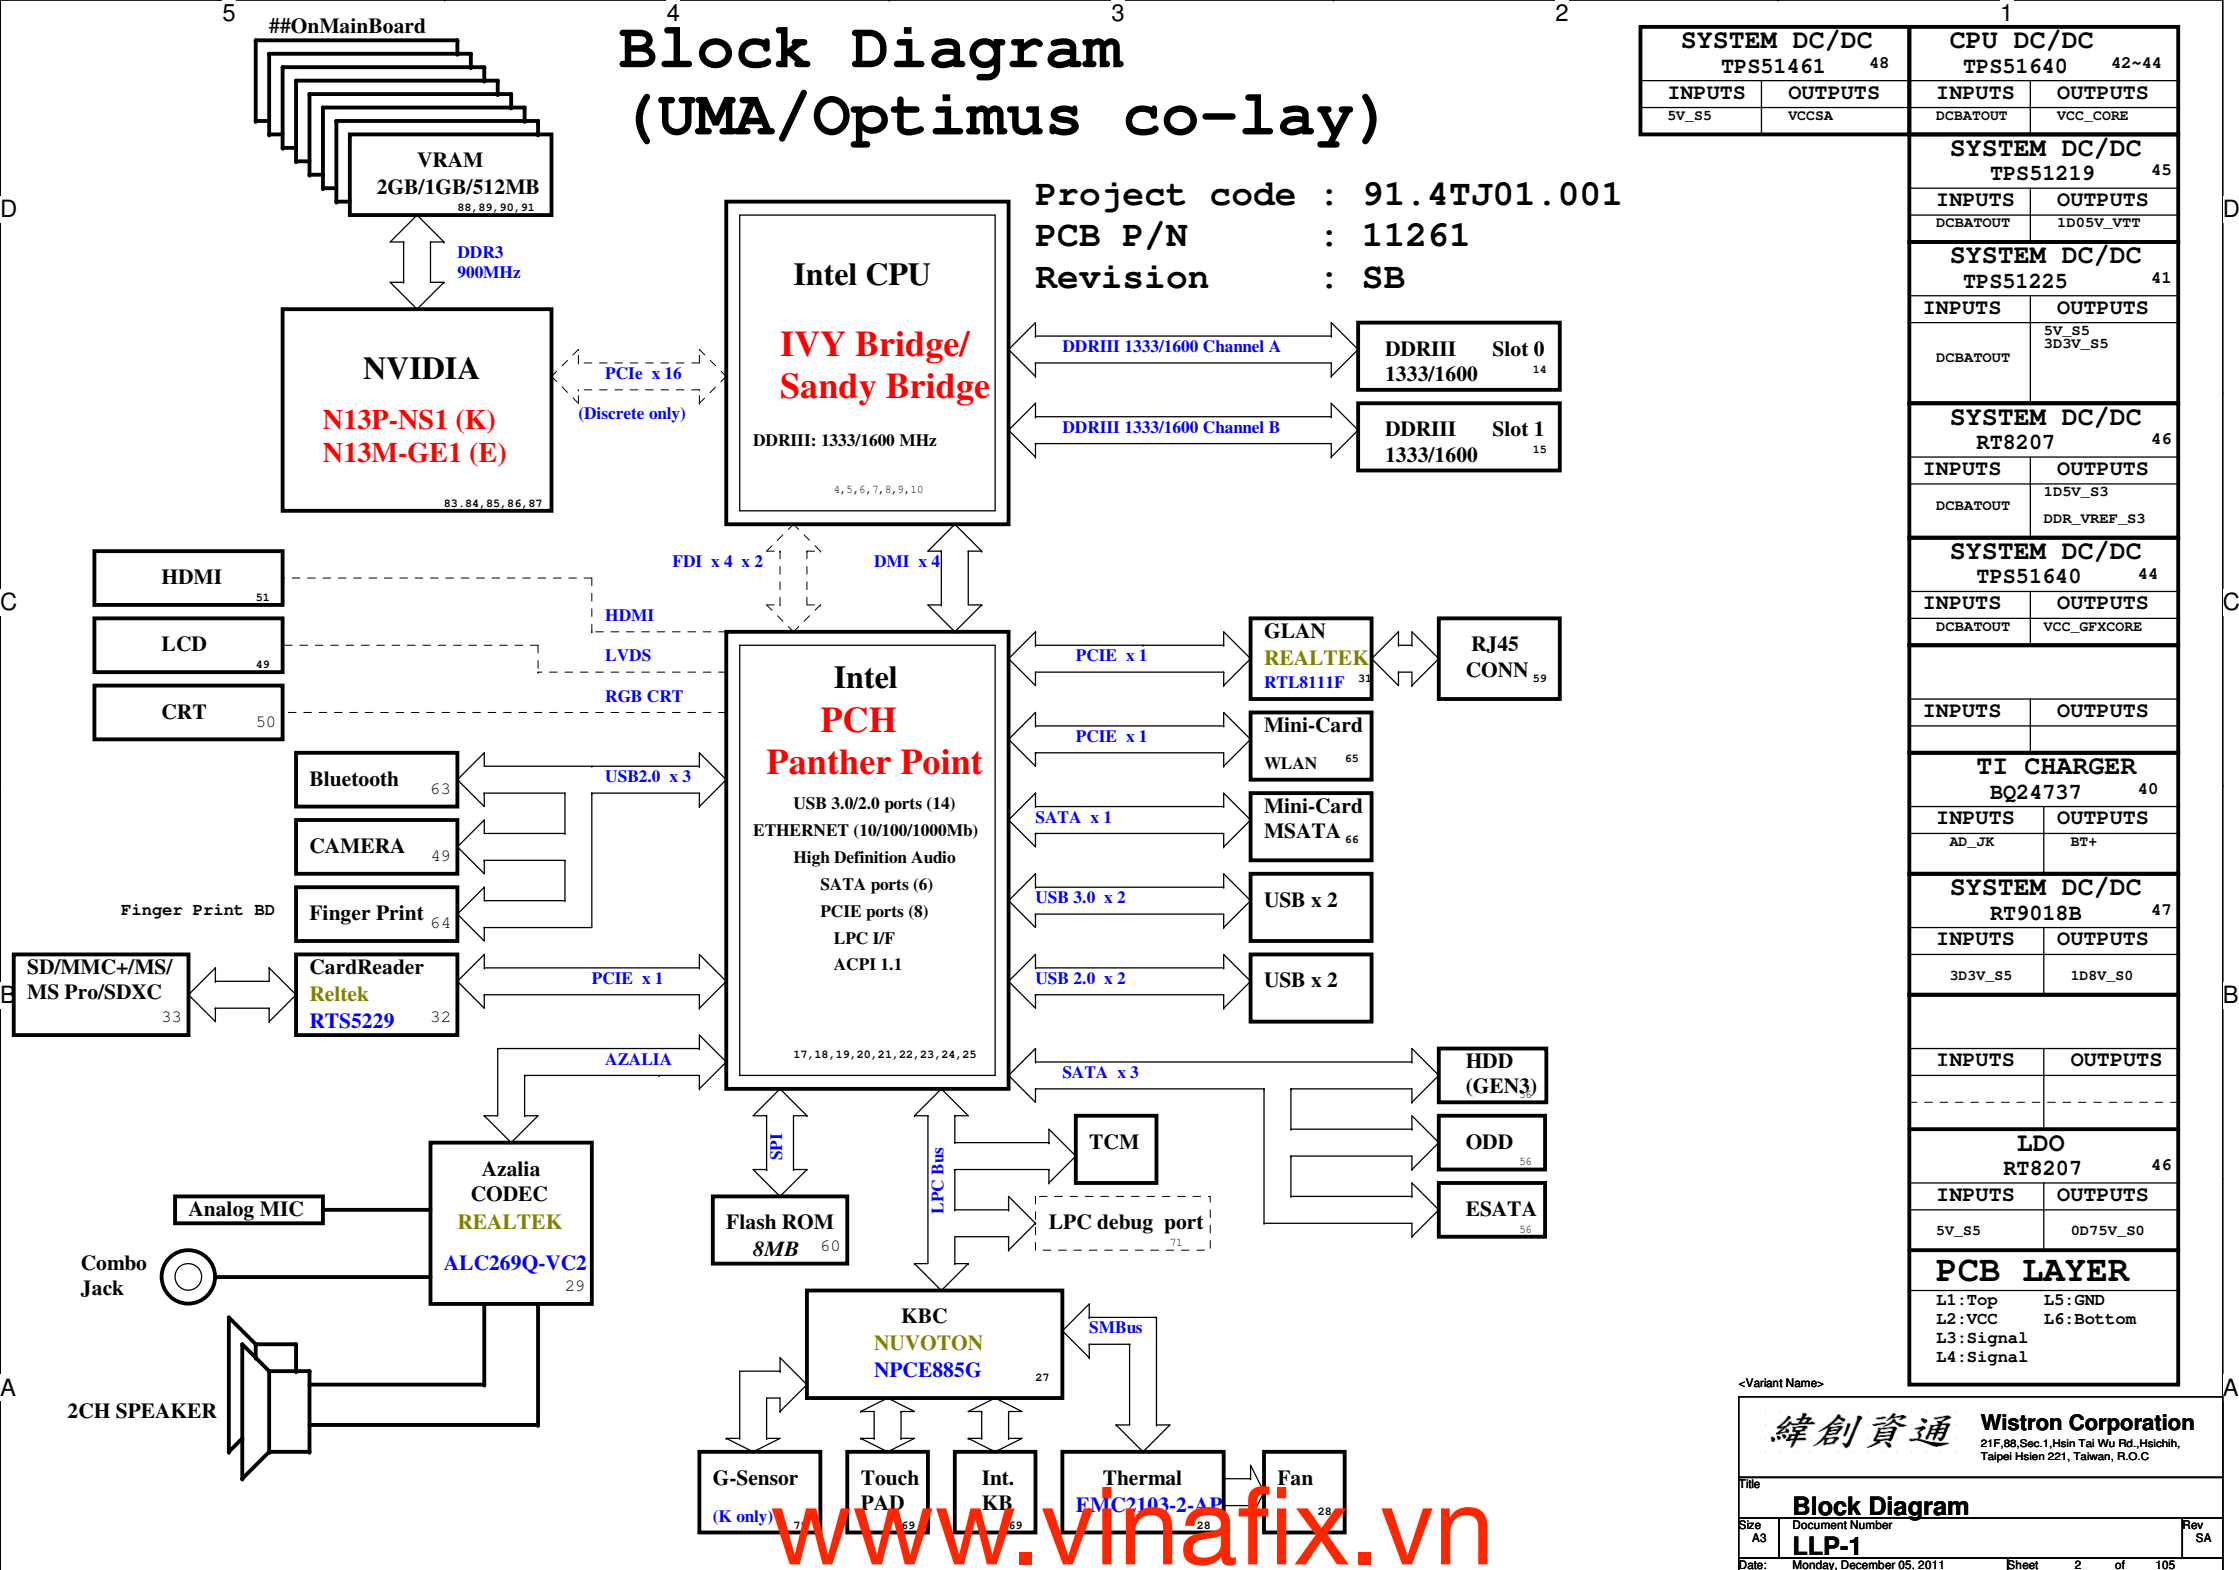 5
4
3
2
1
##OnMainBoard
Block Diagram
(UMA/Optimus co-lay)
Project code : 91.4TJ01.001
PCB P/N : 11261
Revision : SB
VRAM
2GB/1GB/512MB
88,89,90,91
DDR3
900MHz
NVIDIA
N13P-NS1 (K)
N13M-GE1 (E)
83.84,85,86,87
PCIe x 16
(Discrete only)
Intel CPU
IVY Bridge/
Sandy Bridge
DDRIII: 1333/1600 MHz
4,5,6,7,8,9,10
DDRIII 1333/1600 Channel A
DDRIII Slot 0
1333/1600 14
DDRIII 1333/1600 Channel B
DDRIII Slot 1
1333/1600 15
FDI x 4 x 2
DMI x 4
HDMI
51
LCD
49
CRT
50
HDMI
LVDS
RGB CRT
Bluetooth
63
CAMERA
49
Finger Print BD
Finger Print
64
USB2.0 x 3
SD/MMC+/MS/
MS Pro/SDXC
33
CardReader
Reltek
RTS5229 32
PCIE x 1
AZALIA
Intel
PCH
Panther Point
USB 3.0/2.0 ports (14)
ETHERNET (10/100/1000Mb)
High Definition Audio
SATA ports (6)
PCIE ports (8)
LPC I/F
ACPI 1.1
17,18,19,20,21,22,23,24,25
PCIE x 1
GLAN
REALTEK
RTL8111F 31
RJ45
CONN 59
PCIE x 1
Mini-Card
WLAN 65
SATA x 1
Mini-Card
MSATA 66
USB 3.0 x 2
USB x 2
USB 2.0 x 2
USB x 2
SATA x 3
HDD
(GEN3)
56
ODD
56
ESATA
56
SPI
LPC Bus
TCM
LPC debug port
71
Flash ROM
8MB 60
Azalia
CODEC
REALTEK
ALC269Q-VC2
29
Analog MIC
Combo
Jack
2CH SPEAKER
KBC
NUVOTON
NPCE885G
27
SMBus
G-Sensor
(K only)
Touch
PAD
69
Int.
KB
69
Thermal
EMC2103-2-AP
28
Fan
28
www.vinafix.vn
SYSTEM DC/DC
TPS51461 48
INPUTS OUTPUTS
5V_S5 VCCSA
CPU DC/DC
TPS51640 42~44
INPUTS OUTPUTS
DCBATOUT VCC_CORE
SYSTEM DC/DC
TPS51219 45
INPUTS OUTPUTS
DCBATOUT 1D05V_VTT
SYSTEM DC/DC
TPS51225 41
INPUTS OUTPUTS
DCBATOUT
5V_S5
3D3V_S5
SYSTEM DC/DC
RT8207 46
INPUTS OUTPUTS
DCBATOUT
1D5V_S3
DDR_VREF_S3
SYSTEM DC/DC
TPS51640 44
INPUTS OUTPUTS
DCBATOUT VCC_GFXCORE
INPUTS OUTPUTS
TI CHARGER
BQ24737 40
INPUTS OUTPUTS
AD_JK BT+
SYSTEM DC/DC
RT9018B 47
INPUTS OUTPUTS
3D3V_S5 1D8V_S0
INPUTS OUTPUTS
LDO
RT8207 46
INPUTS OUTPUTS
5V_S5 0D75V_S0
PCB LAYER
L1:Top L5:GND
L2:VCC L6:Bottom
L3:Signal
L4:Signal
D
C
B
A
D
C
B
A
<Variant Name>
緯創資通
Wistron Corporation
21F,88,Sec.1,Hsin Tai Wu Rd.,Hsichih,
Taipei Hsien 221, Taiwan, R.O.C
Title
Block Diagram
Size
A3
Document Number
LLP-1
Rev
SA
Date: Monday, December 05, 2011
Sheet 2 of 105